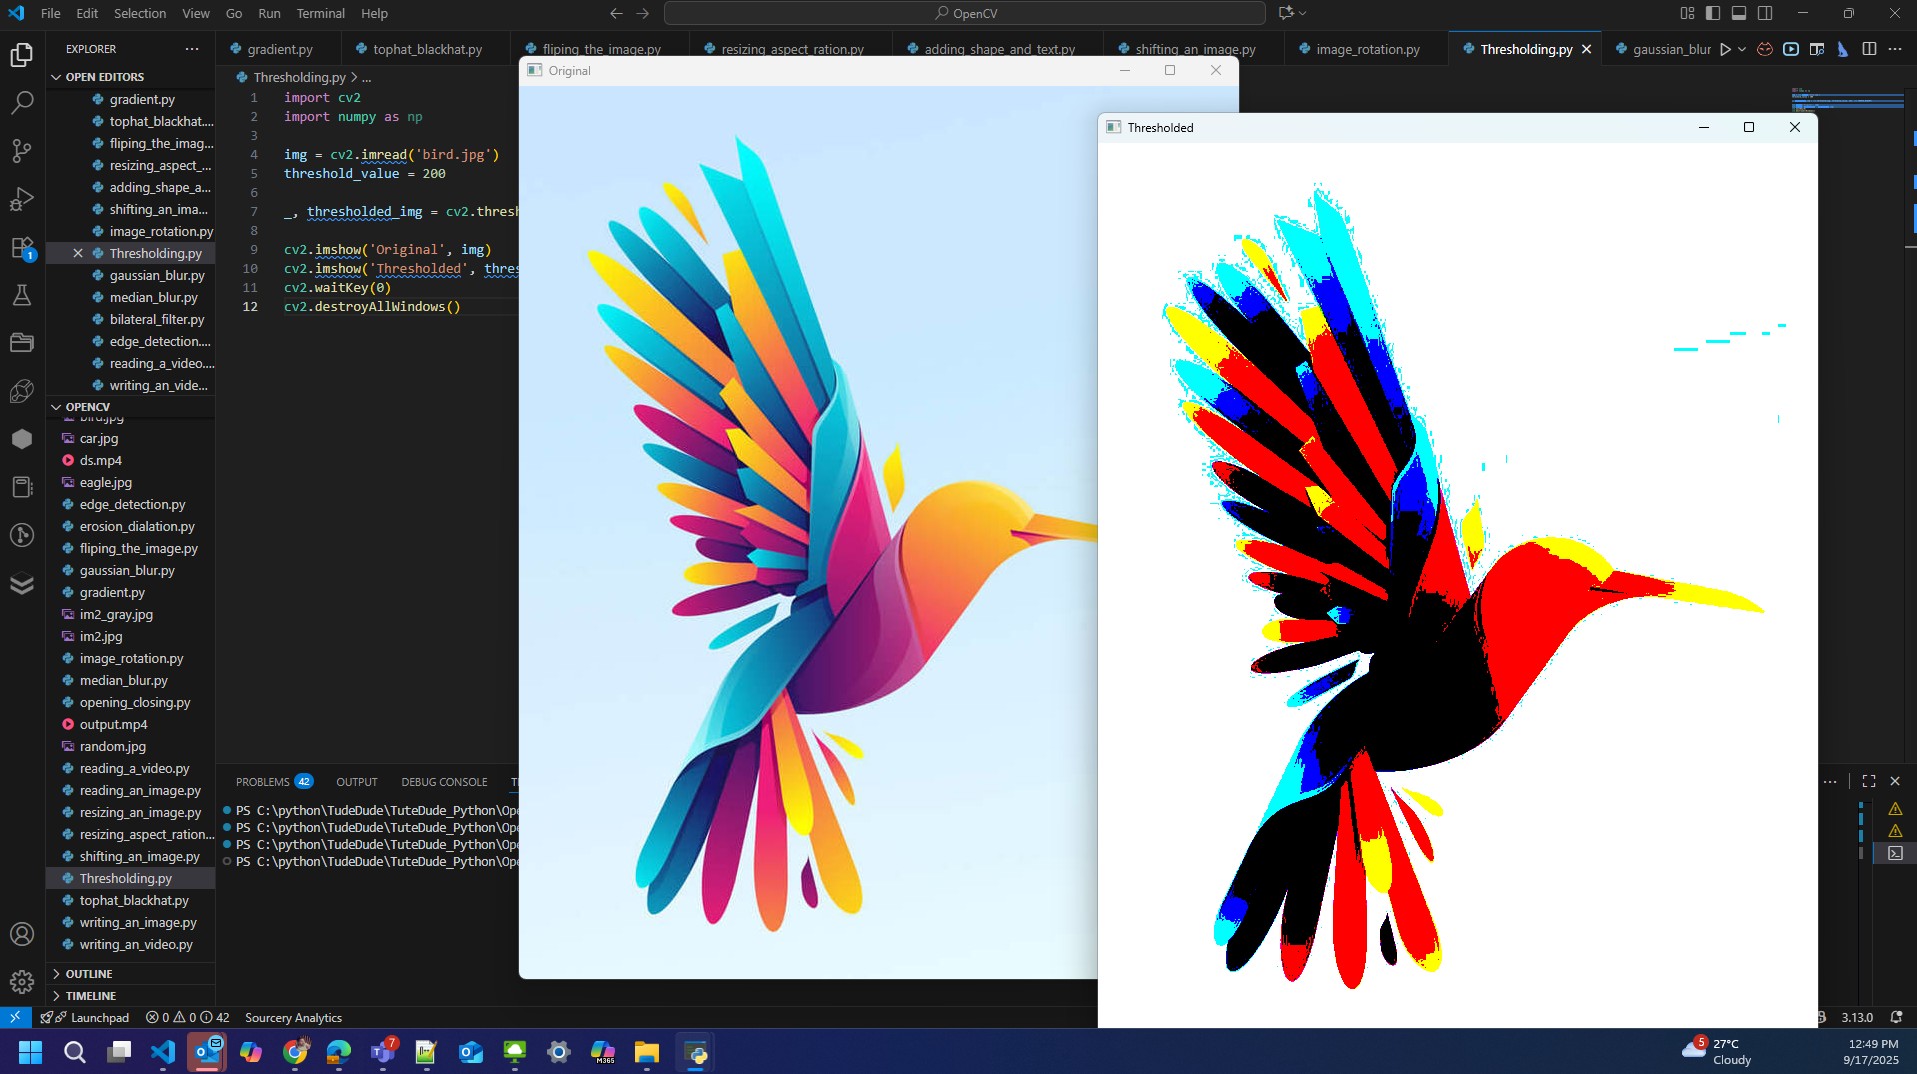 File Edit Selection View Go Run Terminal Help
OpenCV
EXPLORER
OPEN EDITORS
gradient.py
tophat_blackhat....
fliping_the_imag...
resizing_aspect_...
adding_shape_a...
shifting_an_ima...
image_rotation.py
Thresholding.py
gaussian_blur.py
median_blur.py
bilateral_filter.py
edge_detection....
reading_a_video....
writing_an_vide...
OPENCV
bird.jpg
car.jpg
ds.mp4
eagle.jpg
edge_detection.py
erosion_dialation.py
fliping_the_image.py
gaussian_blur.py
gradient.py
im2_gray.jpg
im2.jpg
image_rotation.py
median_blur.py
opening_closing.py
output.mp4
random.jpg
reading_a_video.py
reading_an_image.py
resizing_an_image.py
resizing_aspect_ration...
shifting_an_image.py
Thresholding.py
tophat_blackhat.py
writing_an_image.py
writing_an_video.py
OUTLINE
TIMELINE
1
gradient.py tophat_blackhat.py fliping_the_image.py resizing_aspect_ration.py adding_shape_and_text.py shifting_an_image.py image_rotation.py Thresholding.py gaussian_blur
Thresholding.py > ...
1 import cv2
2 import numpy as np
3
4 img = cv2.imread('bird.jpg')
5 threshold_value = 200
6
7 _, thresholded_img = cv2.thresh
8
9 cv2.imshow('Original', img)
10 cv2.imshow('Thresholded', thres
11 cv2.waitKey(0)
12 cv2.destroyAllWindows()
Original
Thresholded
PROBLEMS 42 OUTPUT DEBUG CONSOLE
PS C:\python\TudeDude\TuteDude_Python\Ope
PS C:\python\TudeDude\TuteDude_Python\Ope
PS C:\python\TudeDude\TuteDude_Python\Ope
PS C:\python\TudeDude\TuteDude_Python\Ope
Launchpad 0 0 42 Sourcery Analytics
3.13.0
7
M365
5
27°C
Cloudy
12:49 PM
9/17/2025